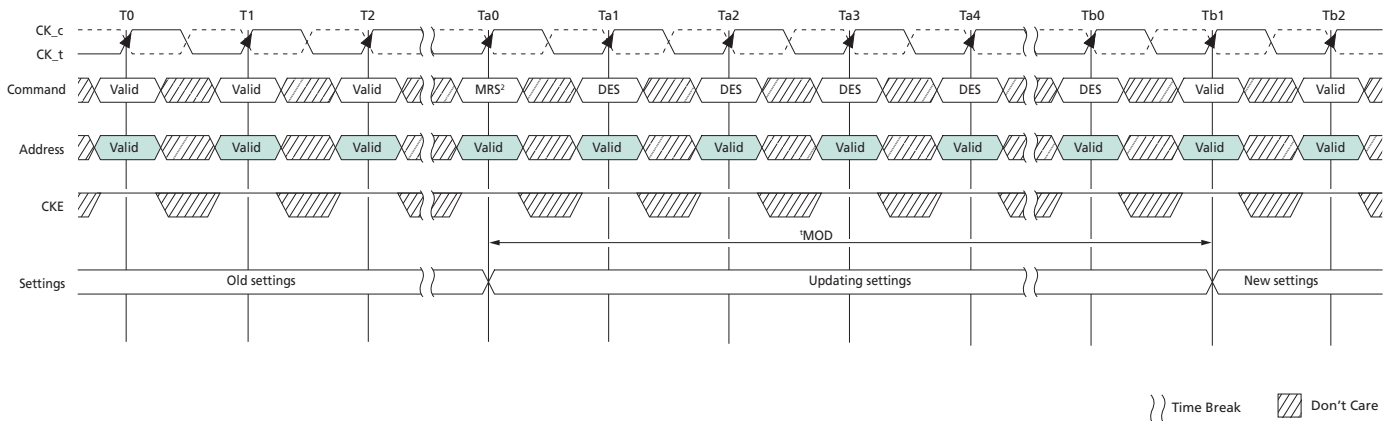 T0 T1 T2 Ta0 Ta1 Ta2 Ta3 Ta4 Tb0 Tb1 Tb2
CK_c
CK_t
Command Valid Valid Valid MRS² DES DES DES DES DES Valid Valid
Address Valid Valid Valid Valid Valid Valid Valid Valid Valid Valid Valid
CKE
ᵗMOD
Settings Old settings Updating settings New settings
Time Break Don’t Care